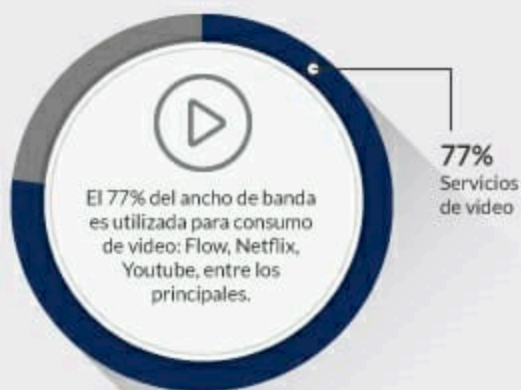 El 77% del ancho de banda
es utilizada para consumo
de video: Flow, Netflix,
Youtube, entre los
principales.
77%
Servicios
de video